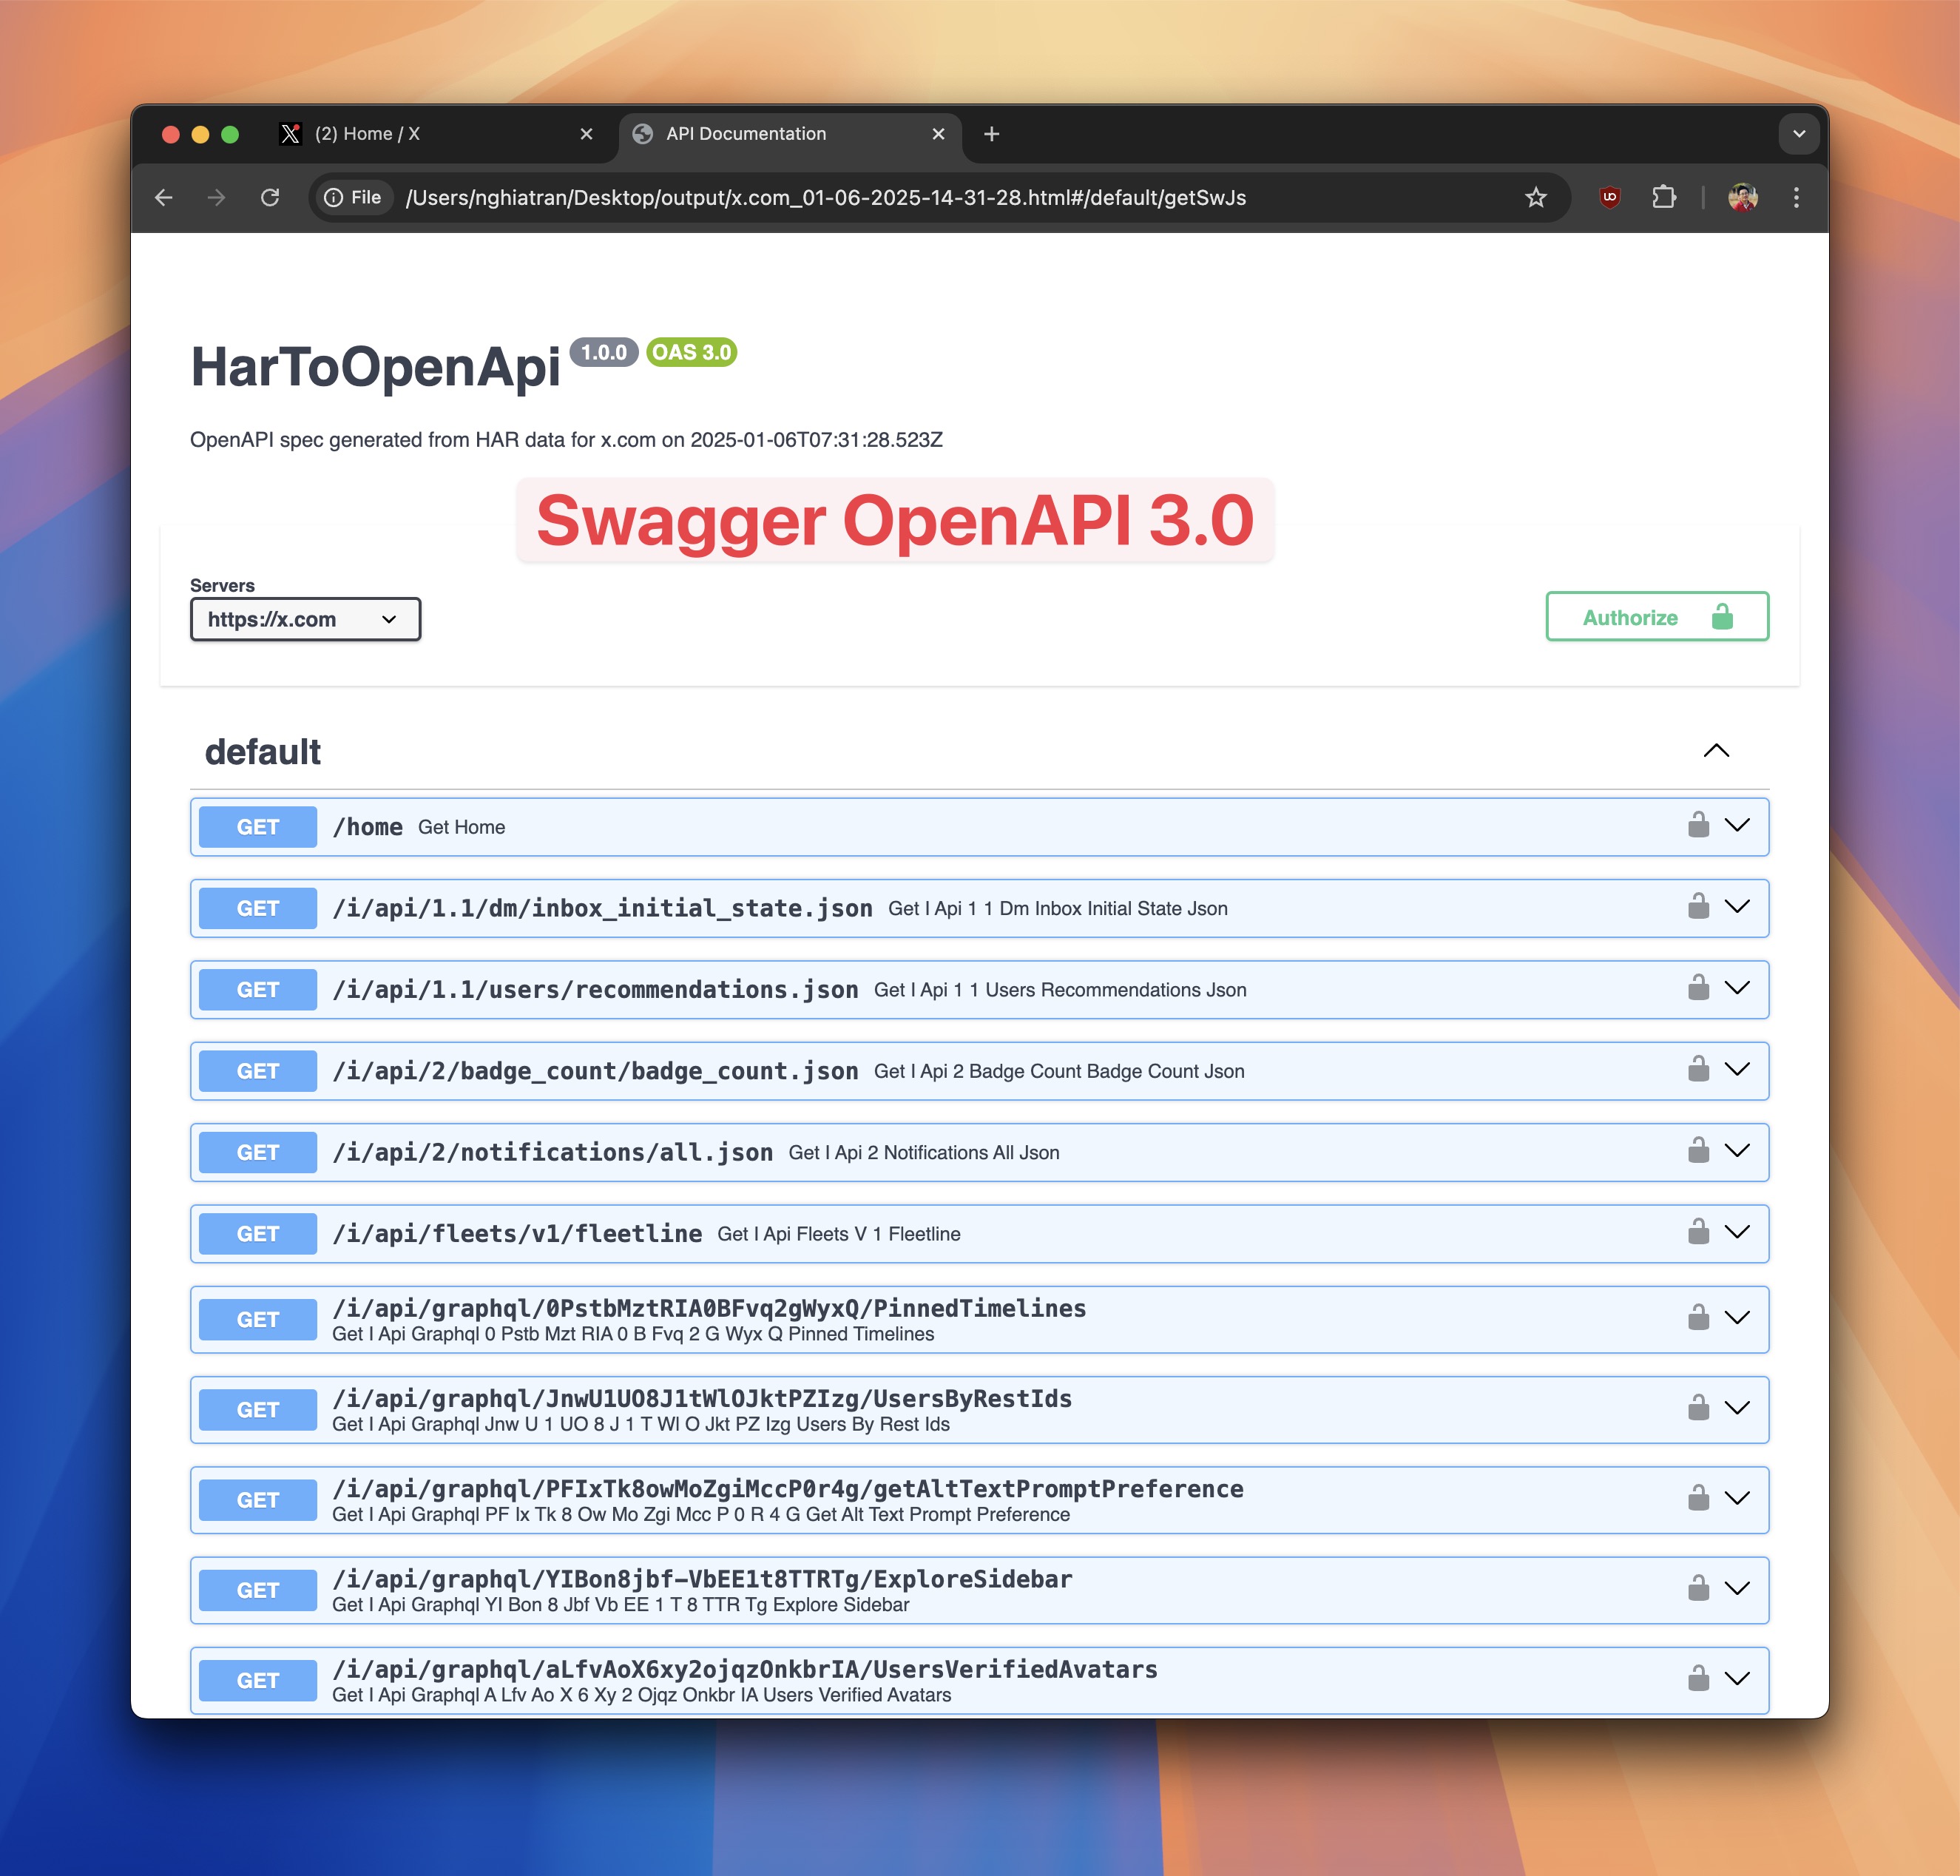 (2) Home / X
API Documentation
File
/Users/nghiatran/Desktop/output/x.com_01-06-2025-14-31-28.html#/default/getSwJs
HarToOpenApi 1.0.0 OAS 3.0
OpenAPI spec generated from HAR data for x.com on 2025-01-06T07:31:28.523Z
Swagger OpenAPI 3.0
Servers
https://x.com
Authorize
default
GET /home Get Home
GET /i/api/1.1/dm/inbox_initial_state.json Get I Api 1 1 Dm Inbox Initial State Json
GET /i/api/1.1/users/recommendations.json Get I Api 1 1 Users Recommendations Json
GET /i/api/2/badge_count/badge_count.json Get I Api 2 Badge Count Badge Count Json
GET /i/api/2/notifications/all.json Get I Api 2 Notifications All Json
GET /i/api/fleets/v1/fleetline Get I Api Fleets V 1 Fleetline
GET /i/api/graphql/0PstbMztRIA0BFvq2gWyxQ/PinnedTimelines
Get I Api Graphql 0 Pstb Mzt RIA 0 B Fvq 2 G Wyx Q Pinned Timelines
GET /i/api/graphql/JnwU1UO8J1tWlOJktPZIzg/UsersByRestIds
Get I Api Graphql Jnw U 1 UO 8 J 1 T Wl O Jkt PZ Izg Users By Rest Ids
GET /i/api/graphql/PFIxTk8owMoZgiMccP0r4g/getAltTextPromptPreference
Get I Api Graphql PF Ix Tk 8 Ow Mo Zgi Mcc P 0 R 4 G Get Alt Text Prompt Preference
GET /i/api/graphql/YIBon8jbf-VbEE1t8TTRTg/ExploreSidebar
Get I Api Graphql YI Bon 8 Jbf Vb EE 1 T 8 TTR Tg Explore Sidebar
GET /i/api/graphql/aLfvAoX6xy2ojqzOnkbrIA/UsersVerifiedAvatars
Get I Api Graphql A Lfv Ao X 6 Xy 2 Ojqz Onkbr IA Users Verified Avatars